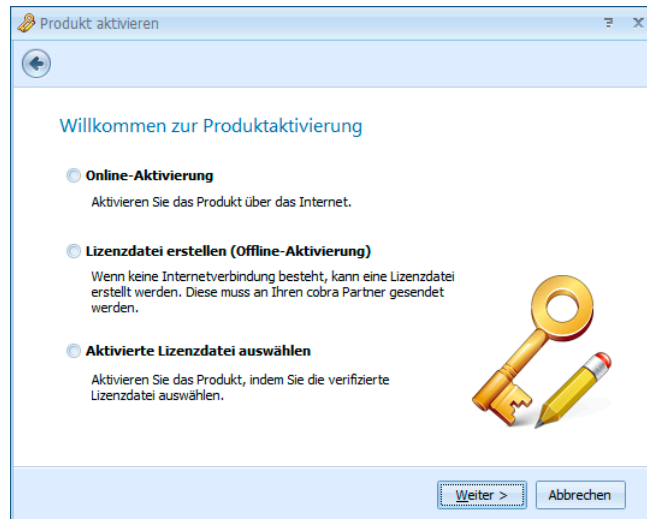 Produkt aktivieren
Willkommen zur Produktaktivierung
Online-Aktivierung
Aktivieren Sie das Produkt über das Internet.
Lizenzdatei erstellen (Offline-Aktivierung)
Wenn keine Internetverbindung besteht, kann eine Lizenzdatei
erstellt werden. Diese muss an Ihren cobra Partner gesendet
werden.
Aktivierte Lizenzdatei auswählen
Aktivieren Sie das Produkt, indem Sie die verifizierte
Lizenzdatei auswählen.
Weiter >
Abbrechen